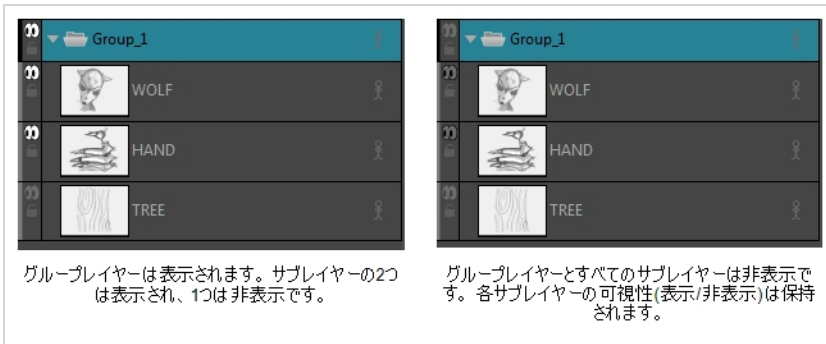 Group_1
WOLF
HAND
TREE
グループレイヤーは表示されます。サブレイヤーの2つ
は表示され、1つは非表示です。
Group_1
WOLF
HAND
TREE
グループレイヤーとすべてのサブレイヤーは非表示で
す。各サブレイヤーの可視性(表示/非表示)は保持
されます。